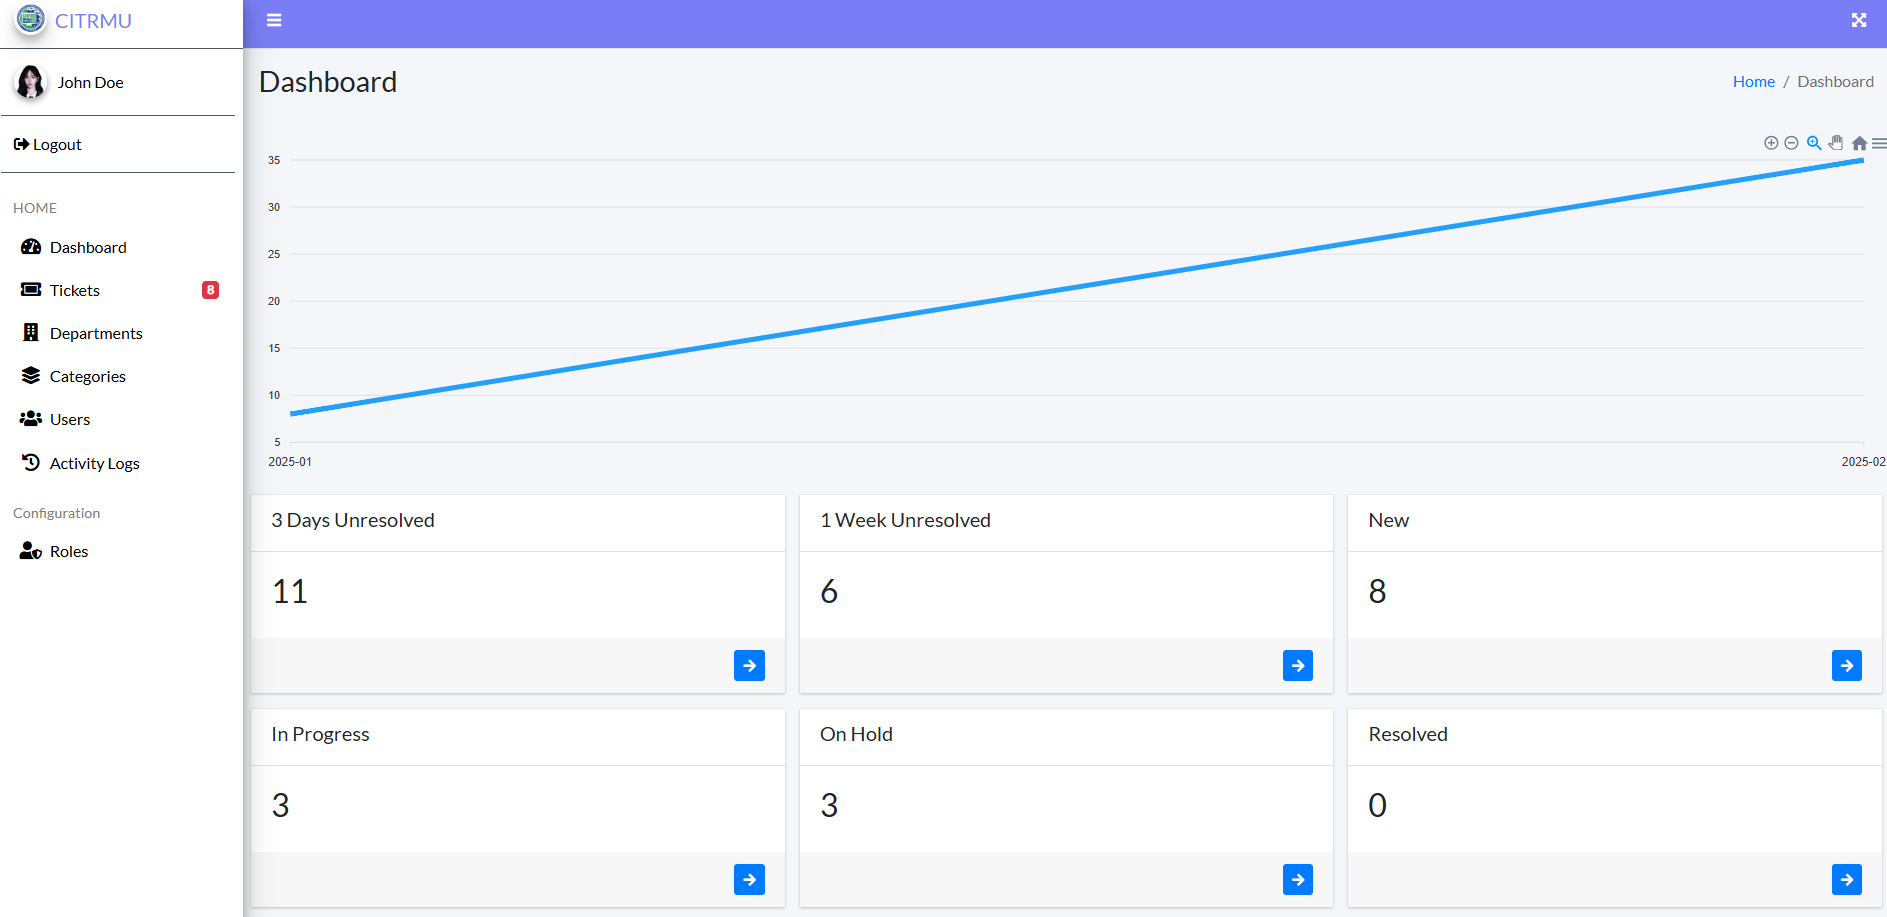 CITRMU
John Doe
Logout
HOME
Dashboard
Tickets 8
Departments
Categories
Users
Activity Logs
Configuration
Roles
Dashboard
Home / Dashboard
35
30
25
20
15
10
5
2025-01 2025-02
3 Days Unresolved
11
1 Week Unresolved
6
New
8
In Progress
3
On Hold
3
Resolved
0